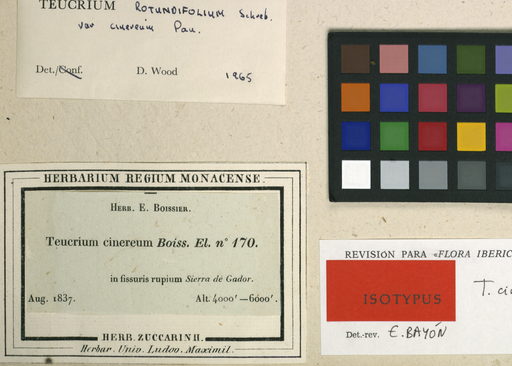 TEUCRIUM ROTUNDIFOLIUM Schreb.
var cinereum Pau.
Det./Conf. D. Wood 1965
HERBARIUM REGIUM MONACENSE.
HERB. E. BOISSIER.
Teucrium cinereum Boiss. El. n° 170.
in fissuris rupium Sierra de Gador.
Aug. 1837. Alt. 4000' — 6000'.
HERB. ZUCCARINII.
Herbar. Univ. Ludov. Maximil.
REVISION PARA «FLORA IBERIC
ISOTYPUS
T. ci
Det.-rev. E. BAYÓN